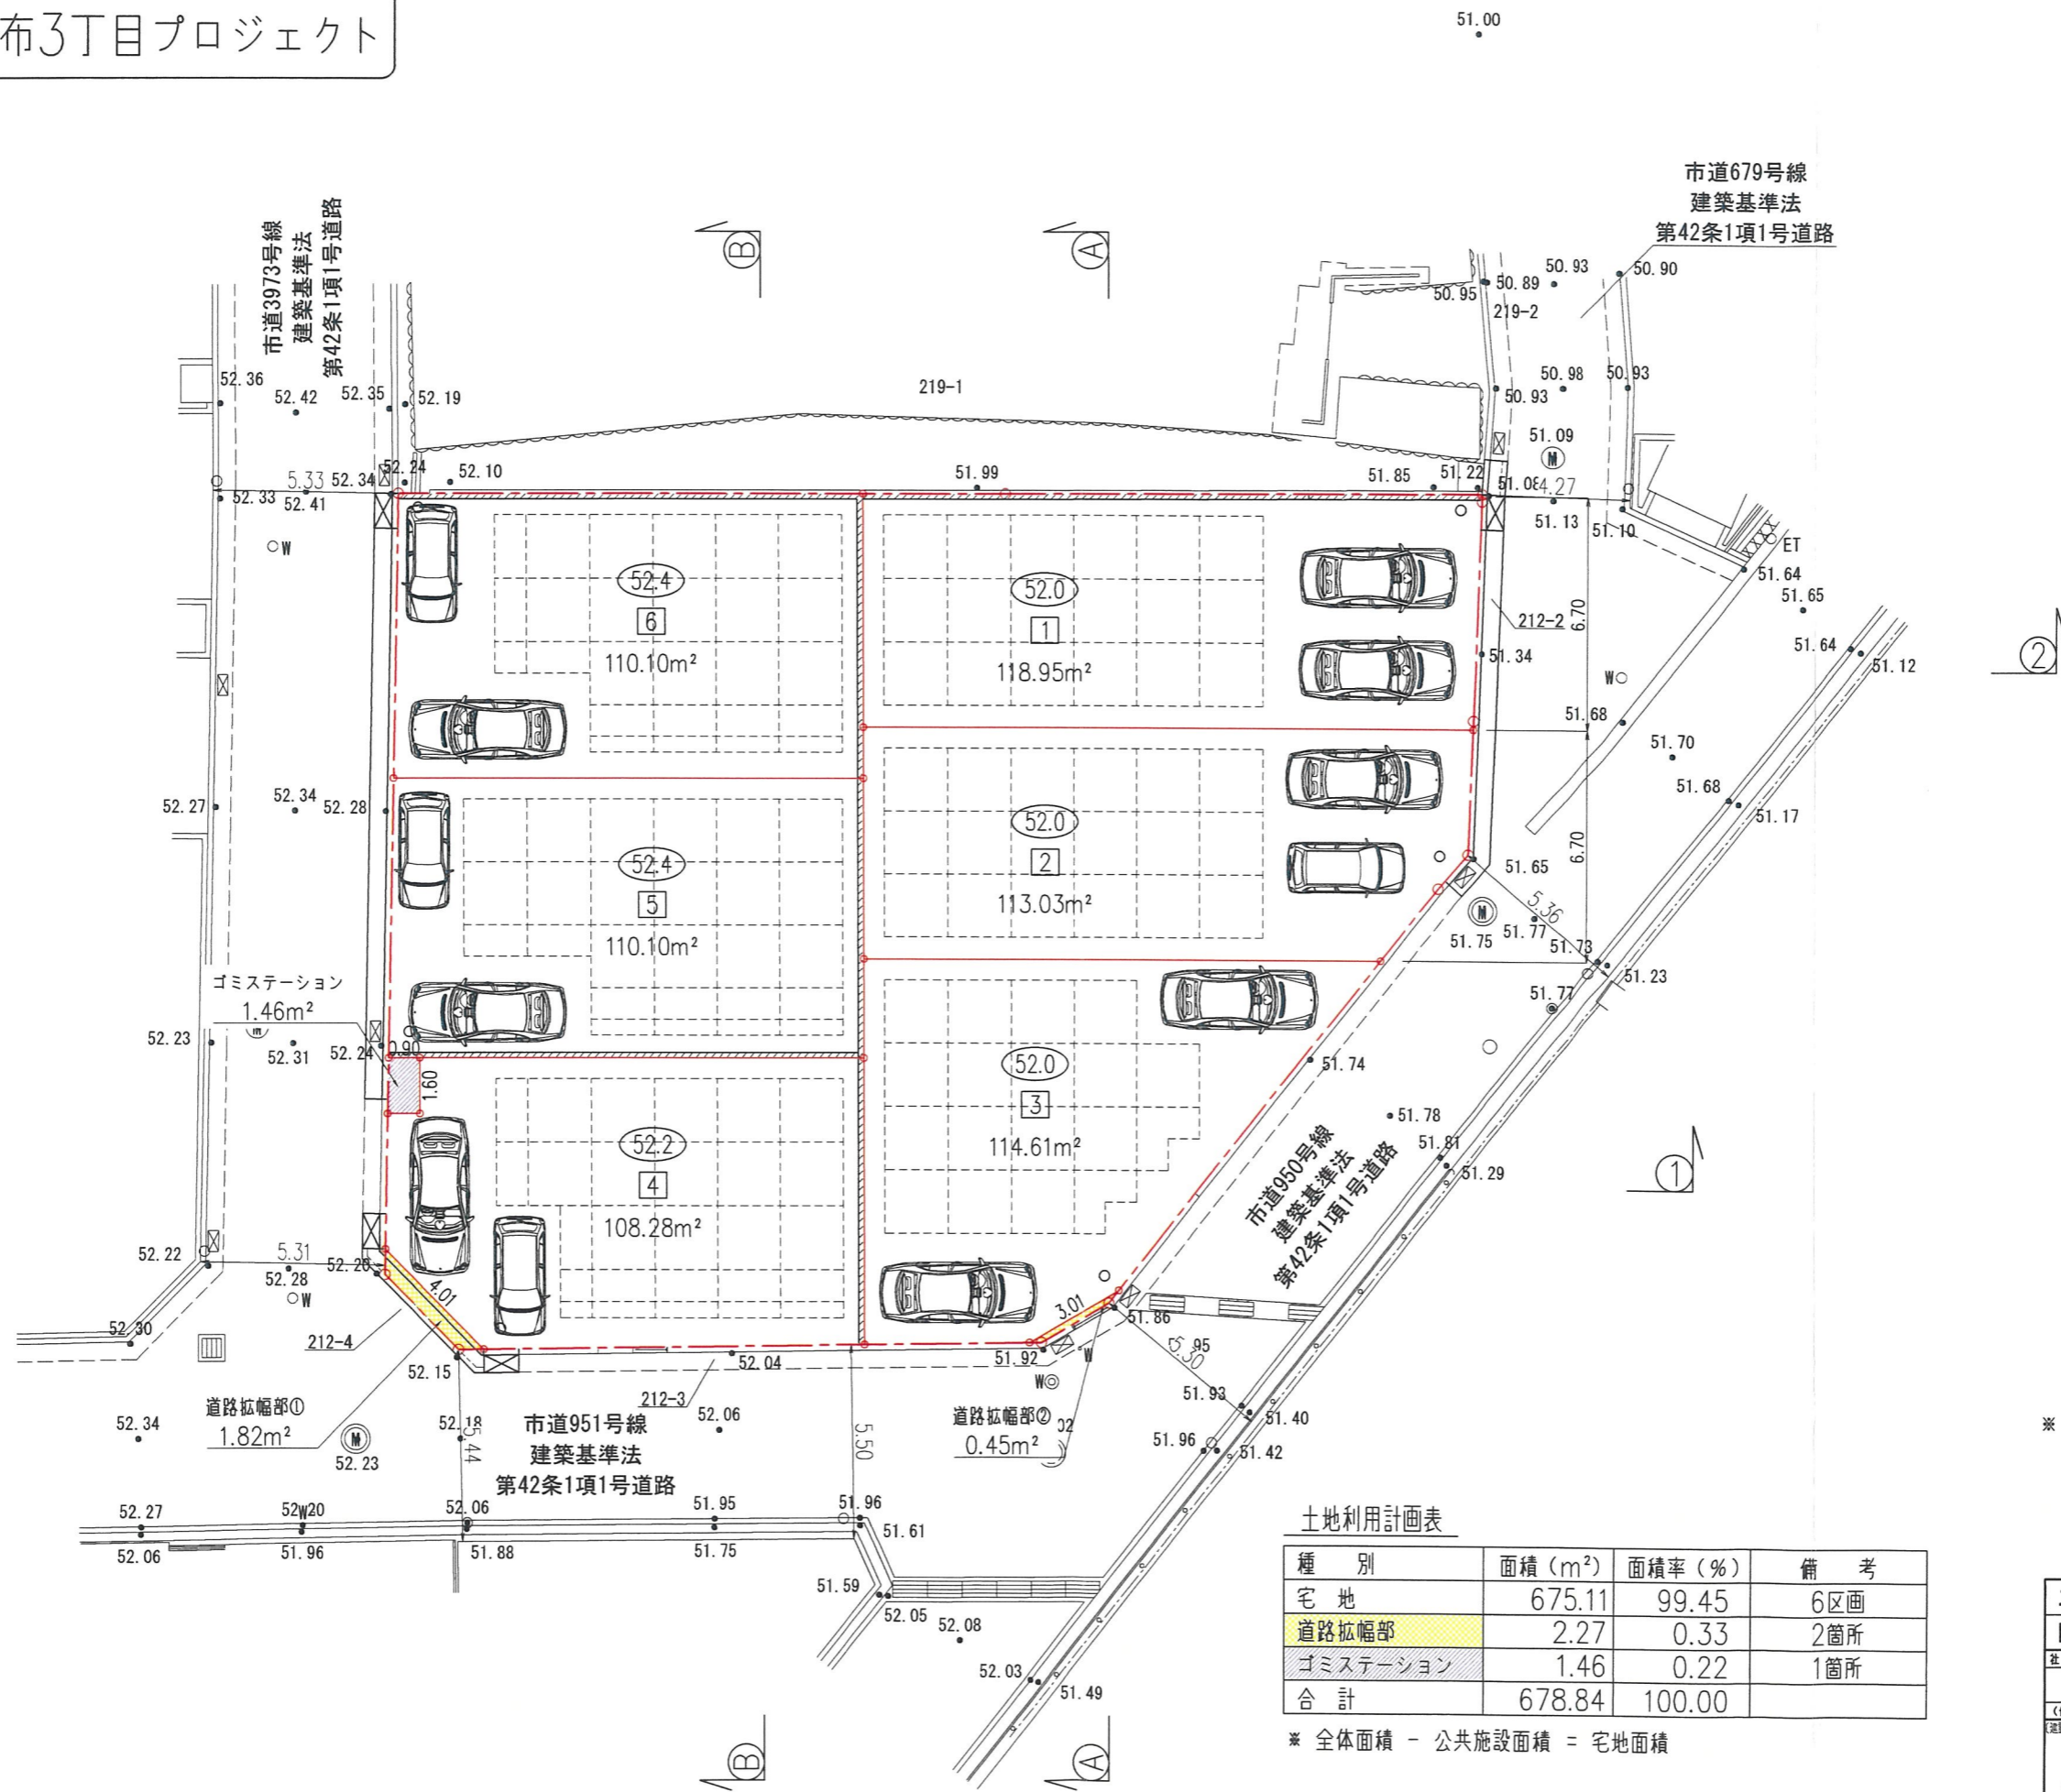 布3丁目プロジェクト
51.00
市道679号線
建築基準法
第42条1項1号道路
市道3973号線
建築基準法
第42条1項1号道路
B
A
50.93
50.90
50.95
50.89
219-2
52.36
52.42
52.35
52.19
219-1
50.98
50.93
50.93
51.09
M
52.24
52.10
51.99
51.85
51.22
5.33
52.34
52.33
52.41
4.27
51.13
51.10
W
ET
51.64
51.65
52.4
6
110.10m²
52.0
1
118.95m²
212-2
6.70
51.34
51.64
51.12
2
W
51.68
51.70
51.68
51.17
52.27
52.34
52.28
52.4
5
110.10m²
52.0
2
113.03m²
6.70
51.65
5.36
M
51.75
51.77
51.73
51.23
51.77
ゴミステーション
1.46m²
52.23
52.31
52.24
0.90
1.60
52.0
3
114.61m²
51.74
51.78
51.81
51.29
1
52.2
4
108.28m²
市道950号線
建築基準法
第42条1項1号道路
52.22
5.31
52.28
W
4.01
3.01
52.30
212-4
52.15
52.04
51.92
W
51.86
5.30
212-3
W
51.93
51.40
道路拡幅部①
1.82m²
52.34
M
52.23
52.18
5.44
市道951号線
建築基準法
第42条1項1号道路
52.06
5.50
道路拡幅部②
0.45m²
51.96
51.42
※
52.27
52.20
W
52.06
51.95
51.96
51.61
52.06
51.96
51.88
51.75
51.59
52.05
52.08
52.03
51.49
土地利用計画表
種 別 面積(m²) 面積率(%) 備 考
宅 地 675.11 99.45 6区画
道路拡幅部 2.27 0.33 2箇所
ゴミステーション 1.46 0.22 1箇所
合 計 678.84 100.00
※ 全体面積 - 公共施設面積 = 宅地面積
B
A